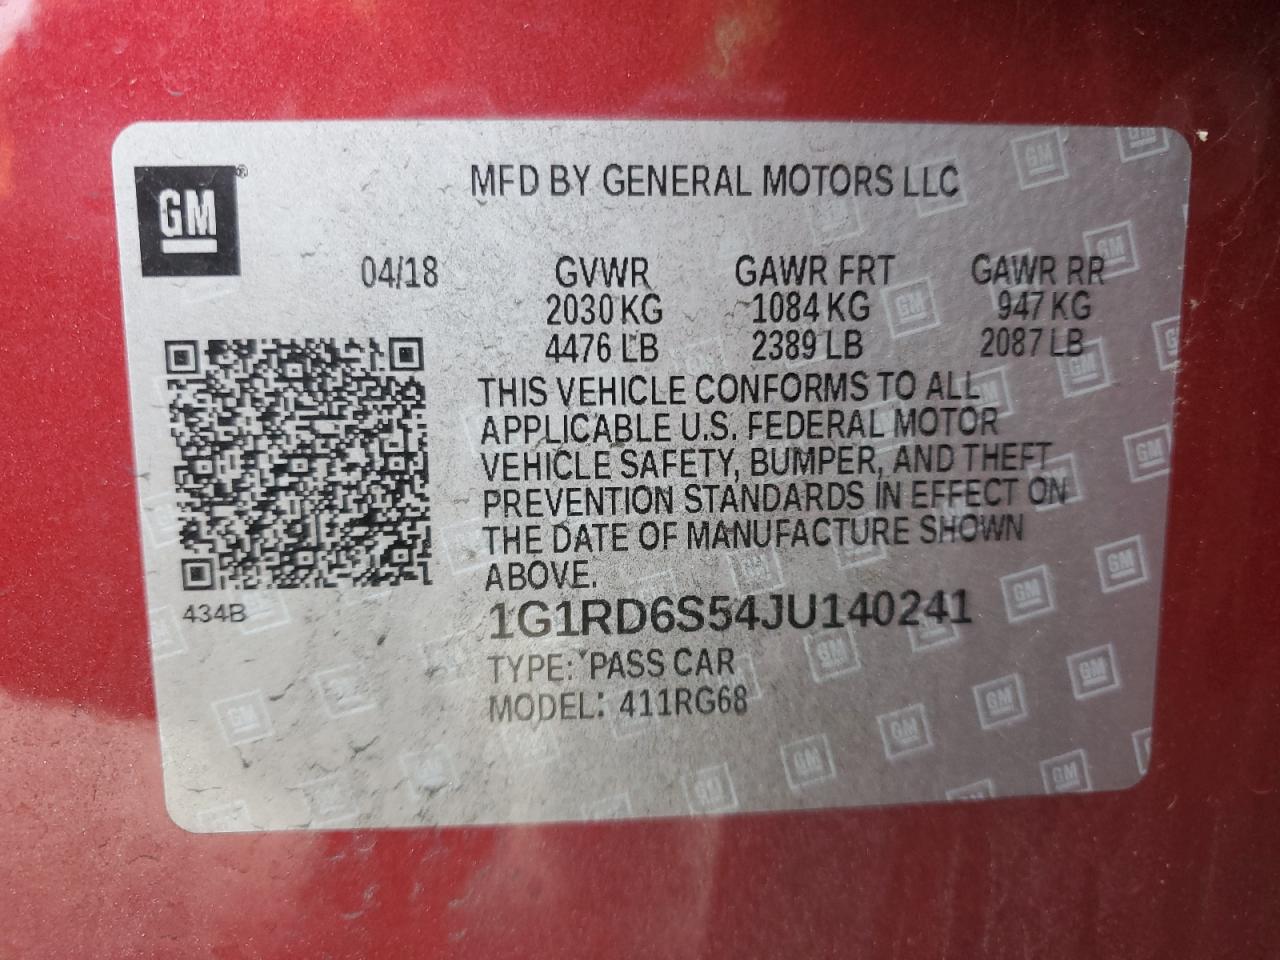 GM®
MFD BY GENERAL MOTORS LLC
04/18 GVWR GAWR FRT GAWR RR
2030 KG 1084 KG 947 KG
4476 LB 2389 LB 2087 LB
THIS VEHICLE CONFORMS TO ALL
APPLICABLE U.S. FEDERAL MOTOR
VEHICLE SAFETY, BUMPER, AND THEFT
PREVENTION STANDARDS IN EFFECT ON
THE DATE OF MANUFACTURE SHOWN
ABOVE.
434B
1G1RD6S54JU140241
TYPE: PASS CAR
MODEL: 411RG68